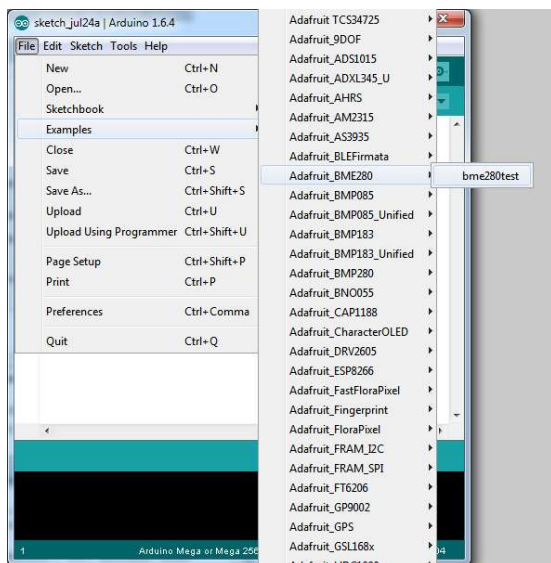 sketch_jul24a | Arduino 1.6.4
File Edit Sketch Tools Help
New Ctrl+N
Open... Ctrl+O
Sketchbook
Examples
Close Ctrl+W
Save Ctrl+S
Save As... Ctrl+Shift+S
Upload Ctrl+U
Upload Using Programmer Ctrl+Shift+U
Page Setup Ctrl+Shift+P
Print Ctrl+P
Preferences Ctrl+Comma
Quit Ctrl+Q
Adafruit TCS34725
Adafruit_9DOF
Adafruit_ADS1015
Adafruit_ADXL345_U
Adafruit_AHRS
Adafruit_AM2315
Adafruit_AS3935
Adafruit_BLEFirmata
Adafruit_BME280
Adafruit_BMP085
Adafruit_BMP085_Unified
Adafruit_BMP183
Adafruit_BMP183_Unified
Adafruit_BMP280
Adafruit_BNO055
Adafruit_CAP1188
Adafruit_CharacterOLED
Adafruit_DRV2605
Adafruit_ESP8266
Adafruit_FastFloraPixel
Adafruit_Fingerprint
Adafruit_FloraPixel
Adafruit_FRAM_I2C
Adafruit_FRAM_SPI
Adafruit_FT6206
Adafruit_GP9002
Adafruit_GPS
Adafruit_GSL168x
bme280test
1 Arduino Mega or Mega 256